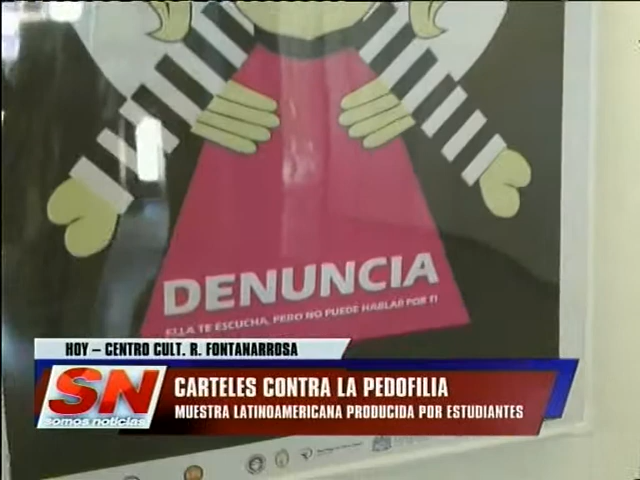 DENUNCIA
ELLA TE ESCUCHA, PERO NO PUEDE HABLAR POR TI
HOY – CENTRO CULT. R. FONTANARROSA
SN
somos noticias
CARTELES CONTRA LA PEDOFILIA
MUESTRA LATINOAMERICANA PRODUCIDA POR ESTUDIANTES